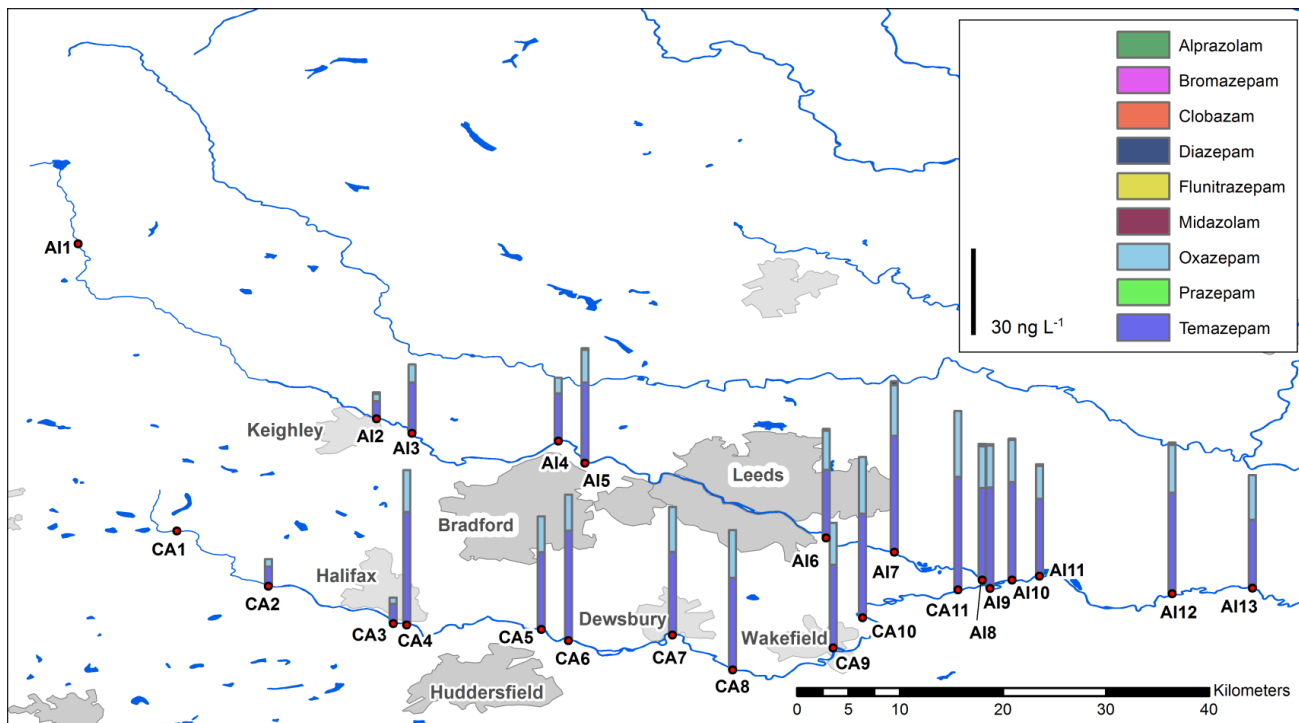 Alprazolam
Bromazepam
Clobazam
Diazepam
Flunitrazepam
Midazolam
Oxazepam
Prazepam
Temazepam
30 ng L⁻¹
AI1
Keighley
AI2
AI3
AI4
AI5
Leeds
Bradford
CA1
AI6
AI7
CA2
Halifax
CA3
CA4
CA5
CA6
Dewsbury
CA7
CA8
Wakefield
CA9
CA10
CA11
AI8
AI9
AI10
AI11
AI12
AI13
Huddersfield
Kilometers
0 5 10 20 30 40